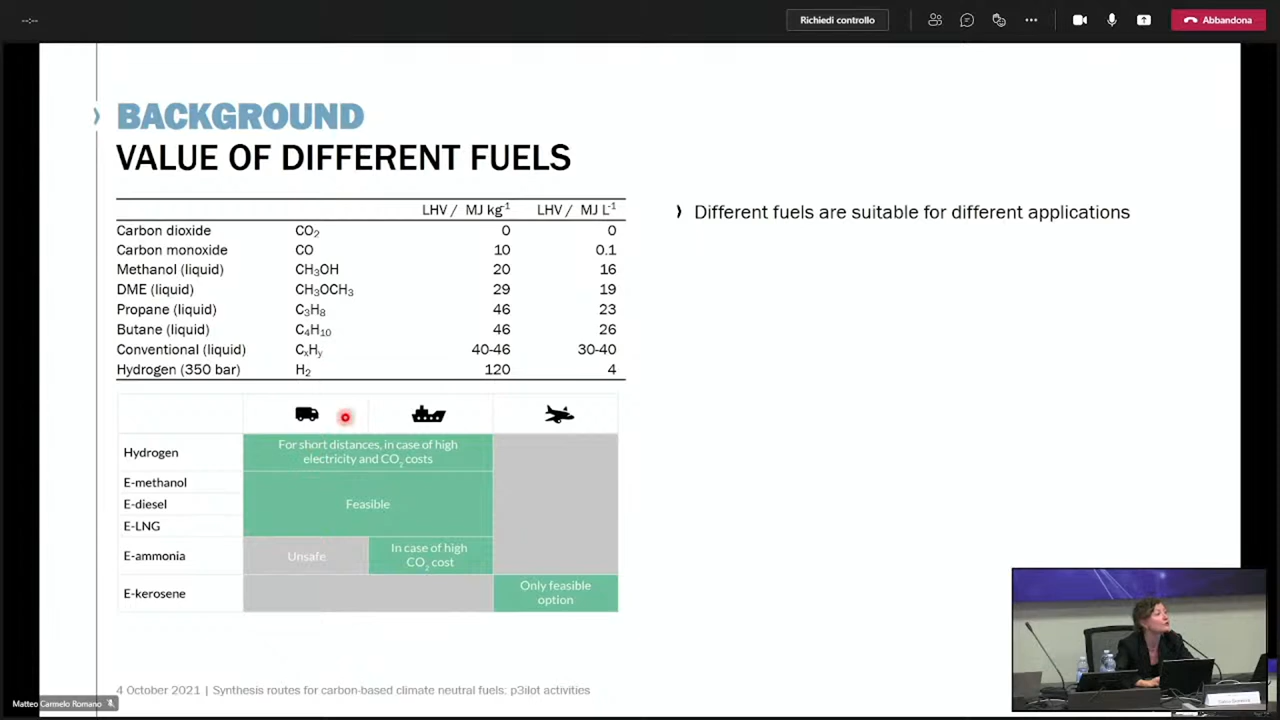 --:--
Richiedi controllo
Abbandona
BACKGROUND
VALUE OF DIFFERENT FUELS
LHV / MJ kg⁻¹ LHV / MJ L⁻¹
Carbon dioxide CO₂ 0 0
Carbon monoxide CO 10 0.1
Methanol (liquid) CH₃OH 20 16
DME (liquid) CH₃OCH₃ 29 19
Propane (liquid) C₃H₈ 46 23
Butane (liquid) C₄H₁₀ 46 26
Conventional (liquid) CₓHᵧ 40-46 30-40
Hydrogen (350 bar) H₂ 120 4
❯ Different fuels are suitable for different applications
Hydrogen
For short distances, in case of high
electricity and CO₂ costs
E-methanol
E-diesel
E-LNG
Feasible
E-ammonia
Unsafe
In case of high
CO₂ cost
E-kerosene
Only feasible
option
4 October 2021 | Synthesis routes for carbon-based climate neutral fuels: p3ilot activities
Matteo Carmelo Romano